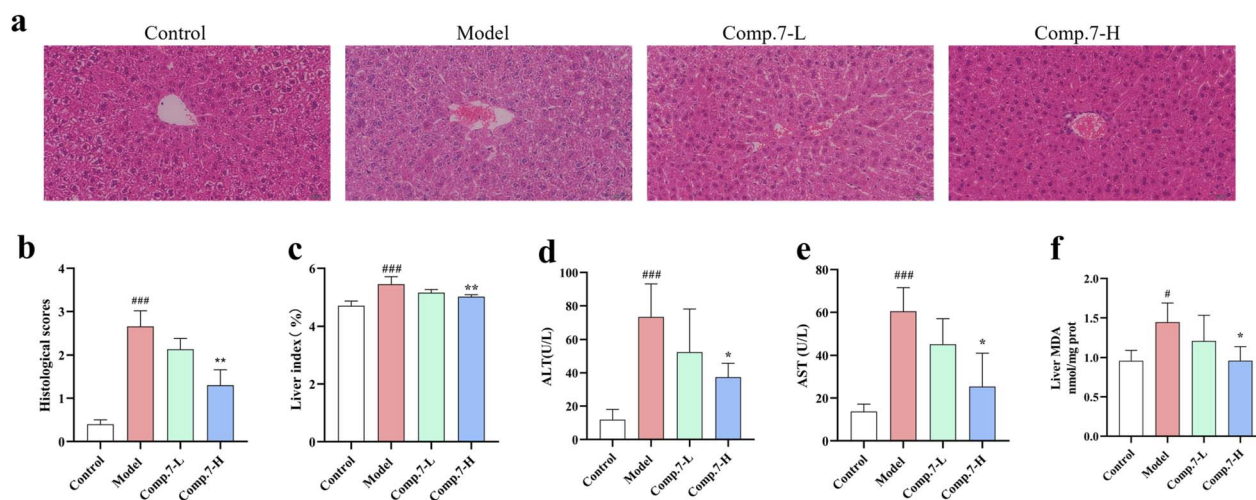 a
Control Model Comp.7-L Comp.7-H
b
Histological scores
4
3
2
1
0
###
**
Control Model Comp.7-L Comp.7-H
c
Liver index( %)
6
4
2
0
###
**
Control Model Comp.7-L Comp.7-H
d
ALT(U/L)
100
80
60
40
20
0
###
*
Control Model Comp.7-L Comp.7-H
e
AST (U/L)
80
60
40
20
0
###
*
Control Model Comp.7-L Comp.7-H
f
Liver MDA
nmol/mg prot
2.0
1.5
1.0
0.5
0.0
#
*
Control Model Comp.7-L Comp.7-H